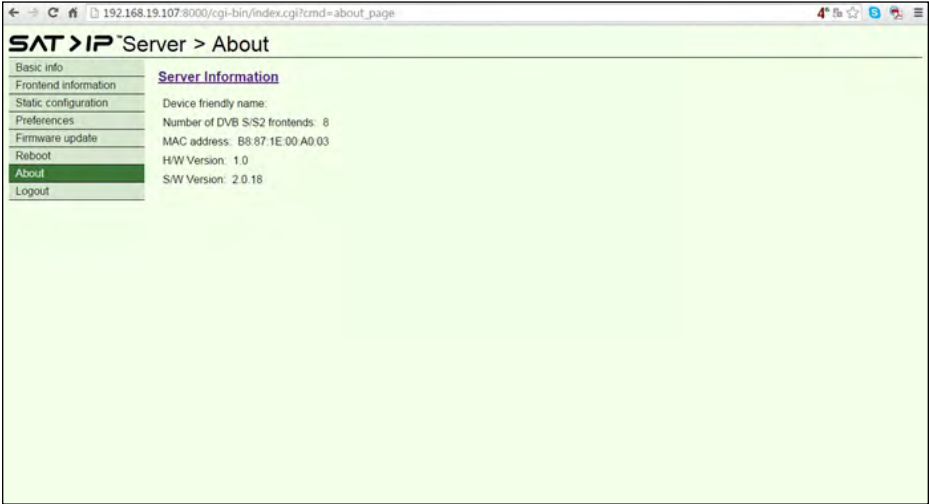 192.168.19.107:8000/cgi-bin/index.cgi?cmd=about_page
4°
SAT>IP™Server > About
Basic info
Frontend information
Static configuration
Preferences
Firmware update
Reboot
About
Logout
Server Information
Device friendly name:
Number of DVB S/S2 frontends: 8
MAC address: B8:87:1E:00:A0:03
H/W Version: 1.0
S/W Version: 2.0.18